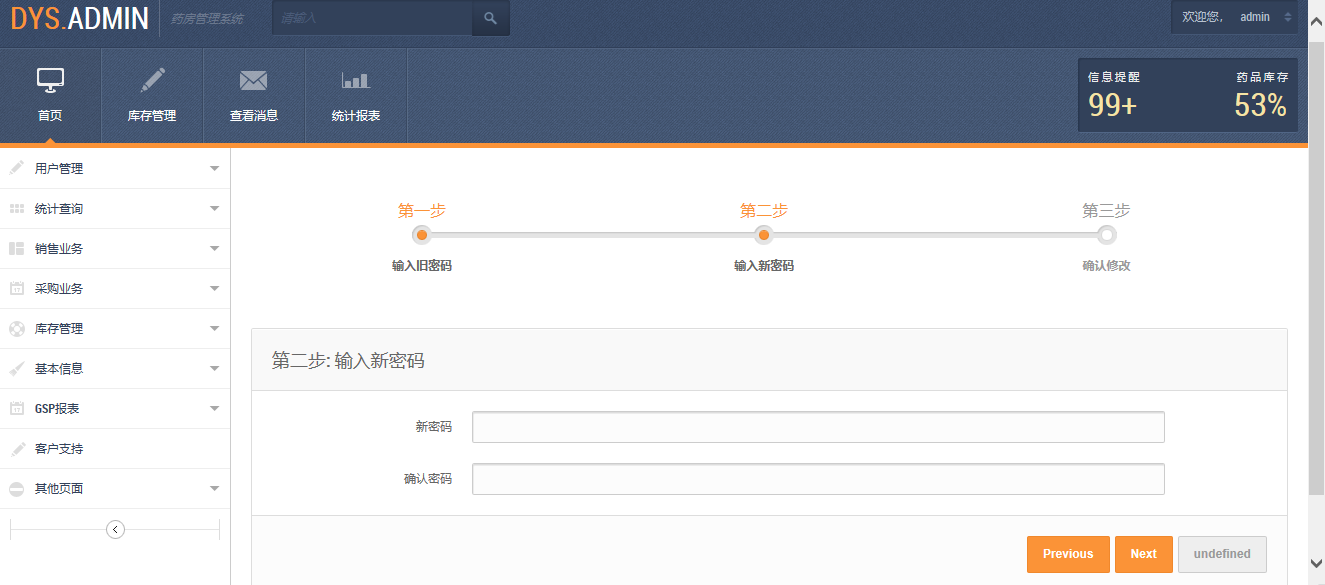 DYS.ADMIN
药房管理系统
请输入
欢迎您, admin
首页
库存管理
查看消息
统计报表
信息提醒
99+
药品库存
53%
用户管理
统计查询
销售业务
采购业务
库存管理
基本信息
GSP报表
客户支持
其他页面
第一步
第二步
第三步
输入旧密码
输入新密码
确认修改
第二步: 输入新密码
新密码
确认密码
Previous
Next
undefined